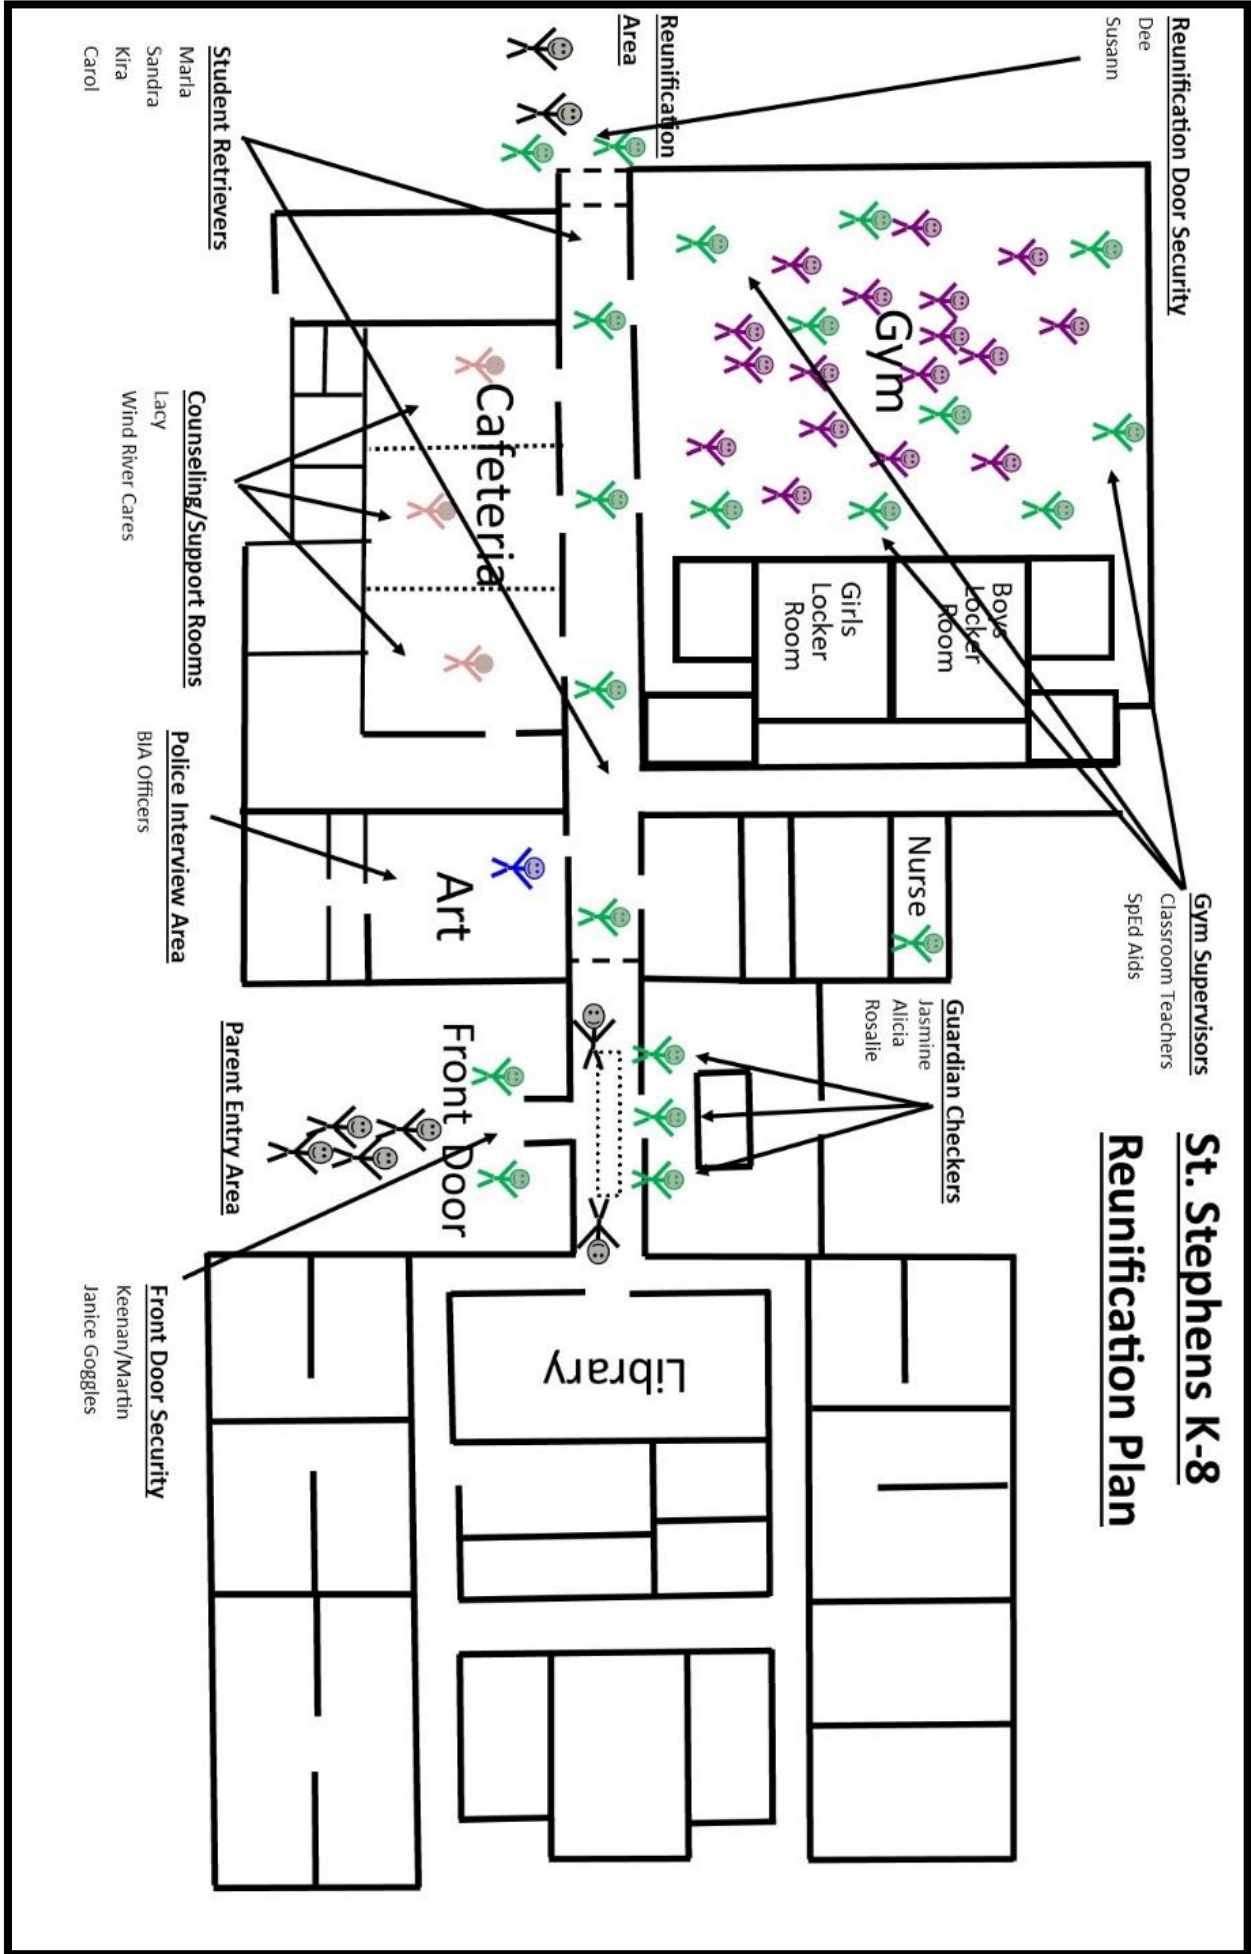 St. Stephens K-8
Reunification Plan
Reunification Door Security
Dee
Susann
Gym Supervisors
Classroom Teachers
SpEd Aids
Guardian Checkers
Jasmine
Alicia
Rosalie
Reunification
Area
Gym
Boys
Locker
Room
Girls
Locker
Room
Nurse
Cafeteria
Art
Front Door
Library
Student Retrievers
Marla
Sandra
Kira
Carol
Counseling/Support Rooms
Lacy
Wind River Cares
Police Interview Area
BIA Officers
Parent Entry Area
Front Door Security
Keenan/Martin
Janice Goggles